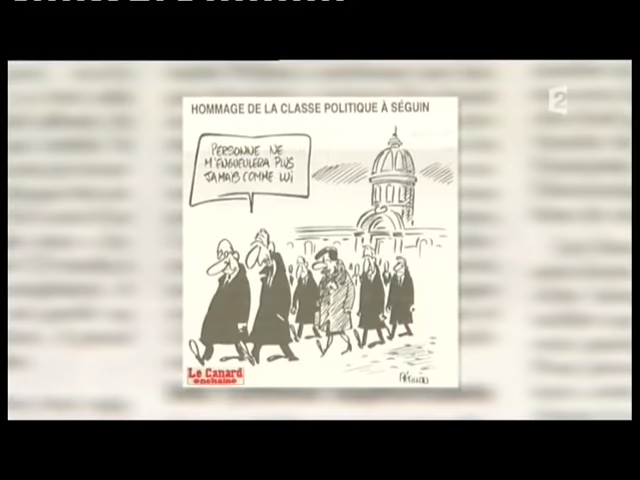 2
HOMMAGE DE LA CLASSE POLITIQUE À SÉGUIN
PERSONNE NE
M'ENGUEULERA PLUS
JAMAIS COMME LUI
Le Canard
enchaîné